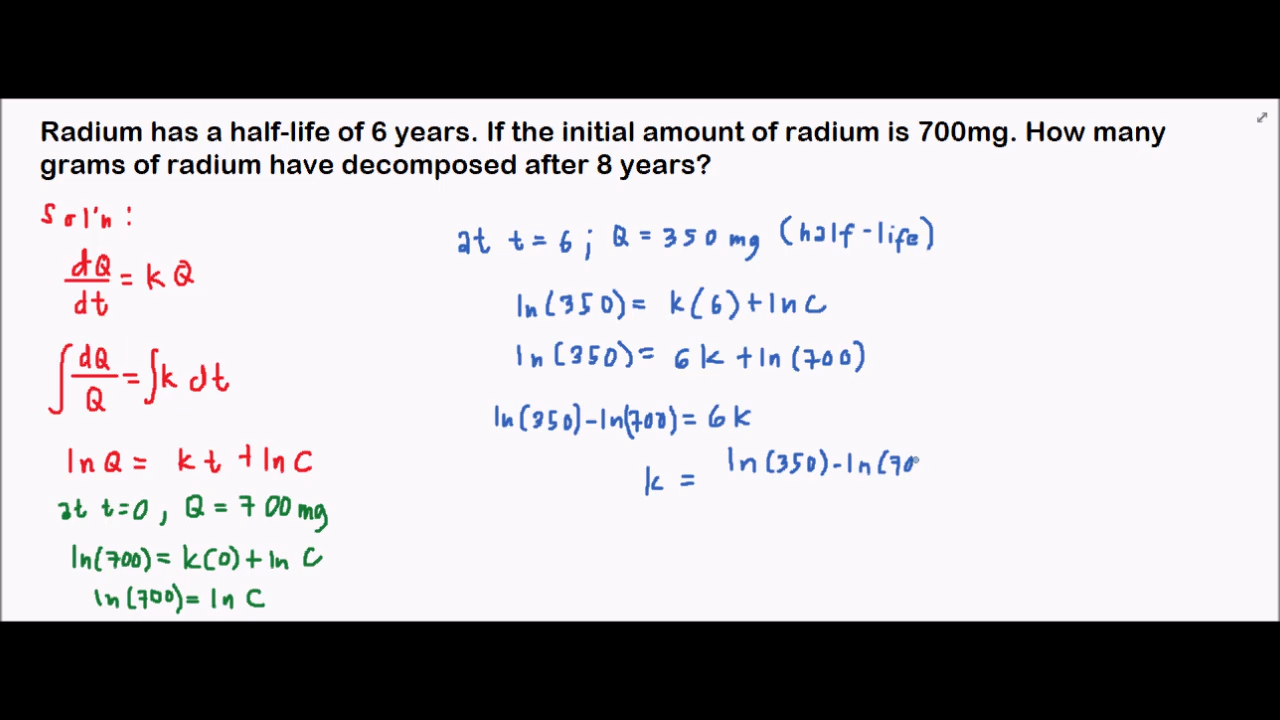 Radium has a half-life of 6 years. If the initial amount of radium is 700mg. How many
grams of radium have decomposed after 8 years?
Sol'n:
dQ/dt = kQ
∫ dQ/Q = ∫ k dt
ln Q = kt + ln C
at t=0, Q = 700 mg
ln(700) = k(0) + ln C
ln(700) = ln C
at t = 6; Q = 350 mg (half-life)
ln(350) = k(6) + ln C
ln(350) = 6k + ln(700)
ln(350) - ln(700) = 6k
k = ln(350) - ln(70